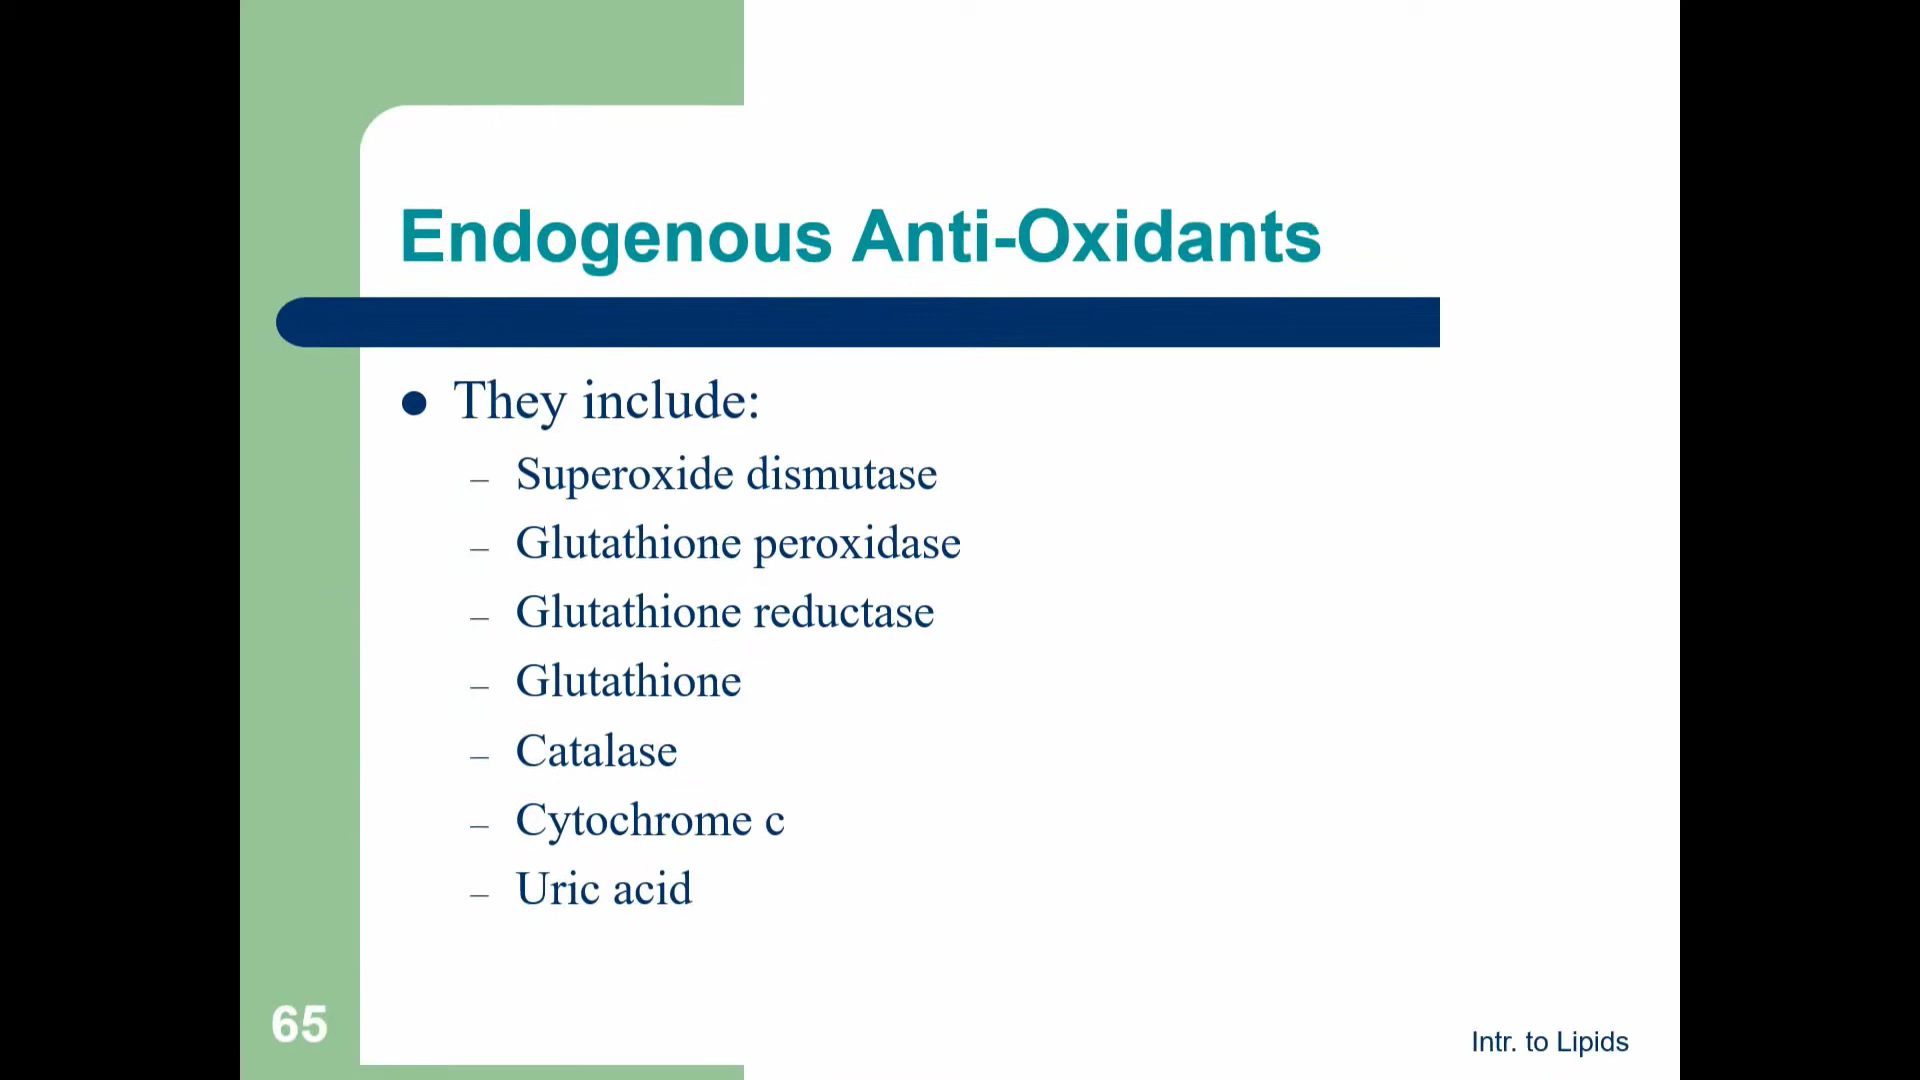 Endogenous Anti-Oxidants
● They include:
– Superoxide dismutase
– Glutathione peroxidase
– Glutathione reductase
– Glutathione
– Catalase
– Cytochrome c
– Uric acid
65
Intr. to Lipids